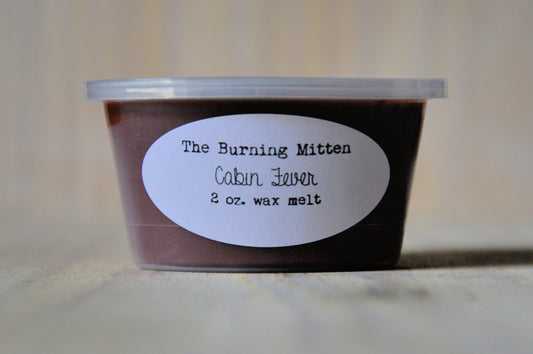 The Burning Mitten
Cabin Fever
2 oz. wax melt